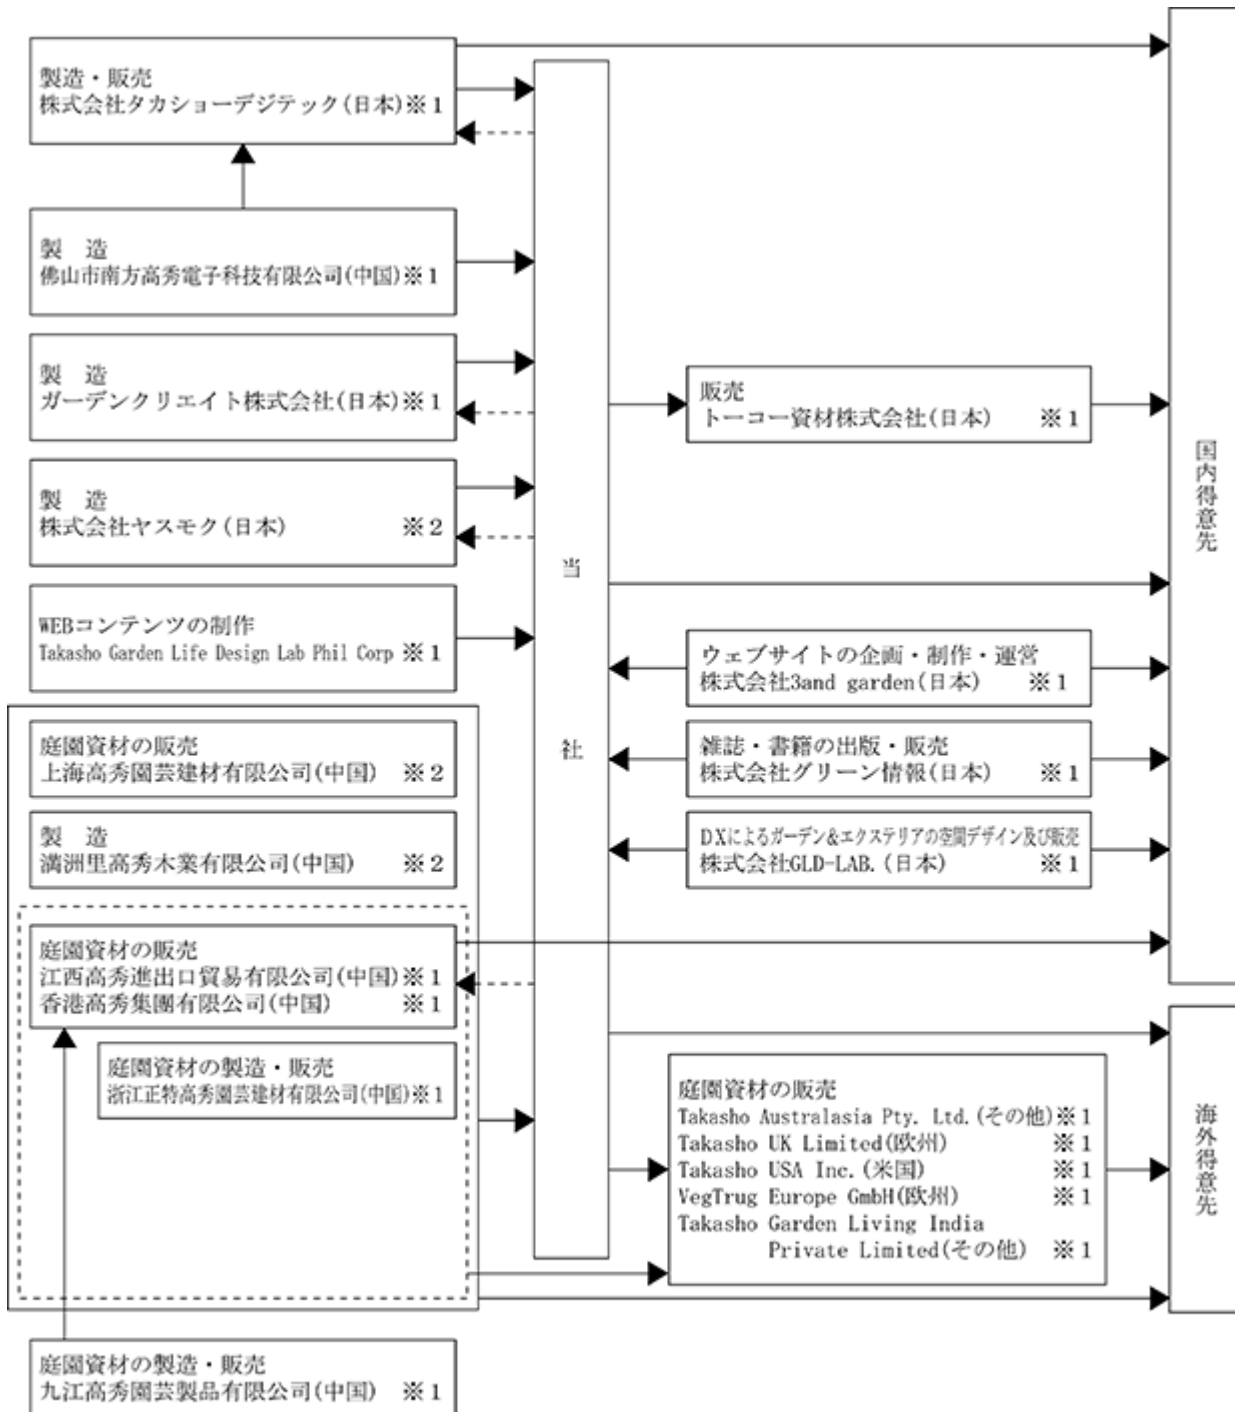 製造・販売
株式会社タカショーデジテック(日本)※1
製　造
佛山市南方高秀電子科技有限公司(中国)※1
製　造
ガーデンクリエイト株式会社(日本)※1
製　造
株式会社ヤスモク(日本)　※2
WEBコンテンツの制作
Takasho Garden Life Design Lab Phil Corp ※1
庭園資材の販売
上海高秀園芸建材有限公司(中国)　※2
製　造
満洲里高秀木業有限公司(中国)　※2
庭園資材の販売
江西高秀進出口貿易有限公司(中国)※1
香港高秀集團有限公司(中国)　※1
庭園資材の製造・販売
浙江正特高秀園芸建材有限公司(中国)※1
庭園資材の製造・販売
九江高秀園芸製品有限公司(中国)　※1
当社
販売
トーコー資材株式会社(日本)　※1
ウェブサイトの企画・制作・運営
株式会社3and garden(日本)　※1
雑誌・書籍の出版・販売
株式会社グリーン情報(日本)　※1
DXによるガーデン&エクステリアの空間デザイン及び販売
株式会社GLD-LAB.(日本)　※1
庭園資材の販売
Takasho Australasia Pty. Ltd.(その他)※1
Takasho UK Limited(欧州)　※1
Takasho USA Inc.(米国)　※1
VegTrug Europe GmbH(欧州)　※1
Takasho Garden Living India
Private Limited(その他)　※1
国内得意先
海外得意先